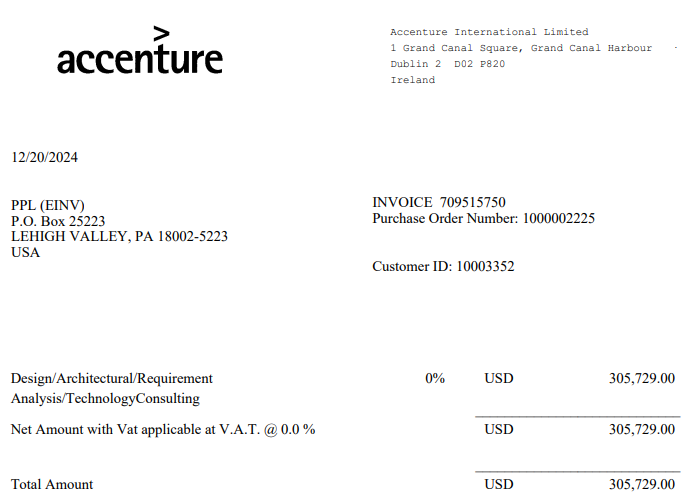 accenture
Accenture International Limited
1 Grand Canal Square, Grand Canal Harbour
Dublin 2  D02 P820
Ireland
12/20/2024
PPL (EINV)
P.O. Box 25223
LEHIGH VALLEY, PA 18002-5223
USA
INVOICE  709515750
Purchase Order Number: 1000002225
Customer ID: 10003352
Design/Architectural/Requirement 0% USD 305,729.00
Analysis/TechnologyConsulting
Net Amount with Vat applicable at V.A.T. @ 0.0 % USD 305,729.00
Total Amount USD 305,729.00